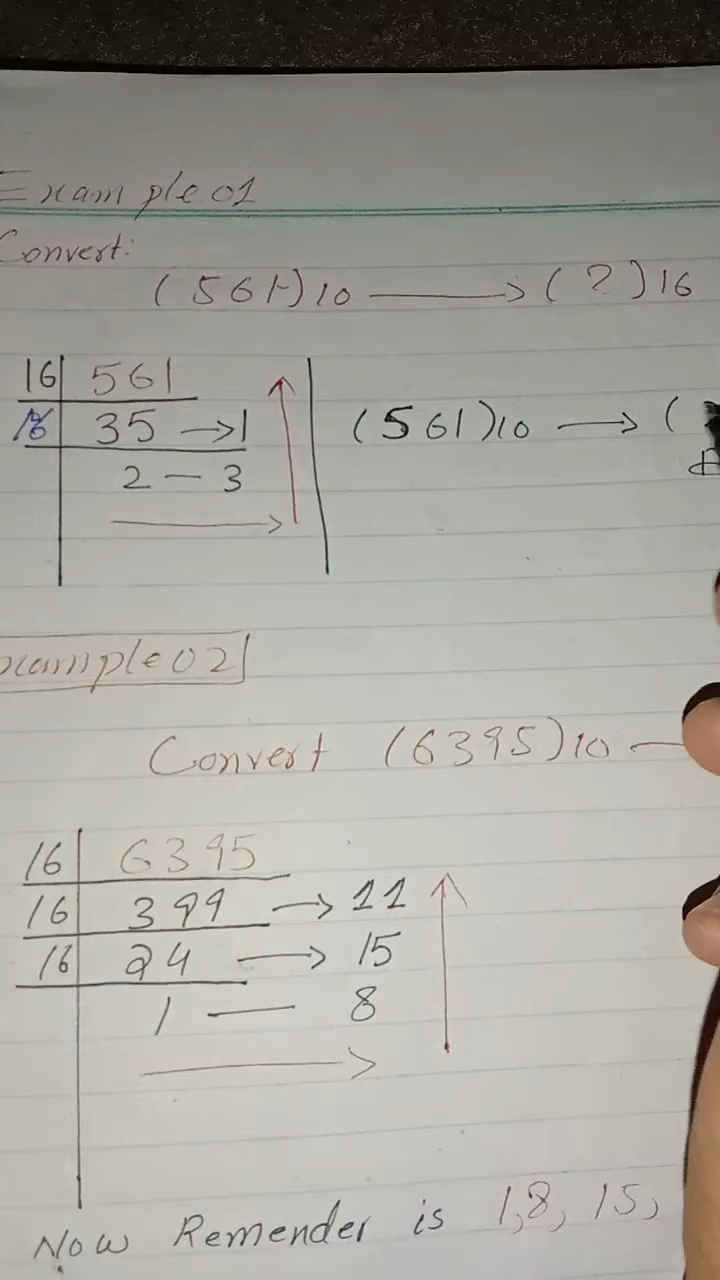 Example 01
Convert:
(561)10 → (?)16
16 561
16 35 → 1
2 – 3
(561)10 → (
Example 02
Convert (6395)10 –
16 6395
16 399 → 11
16 24 → 15
1 — 8
Now Remender is 1,8, 15,